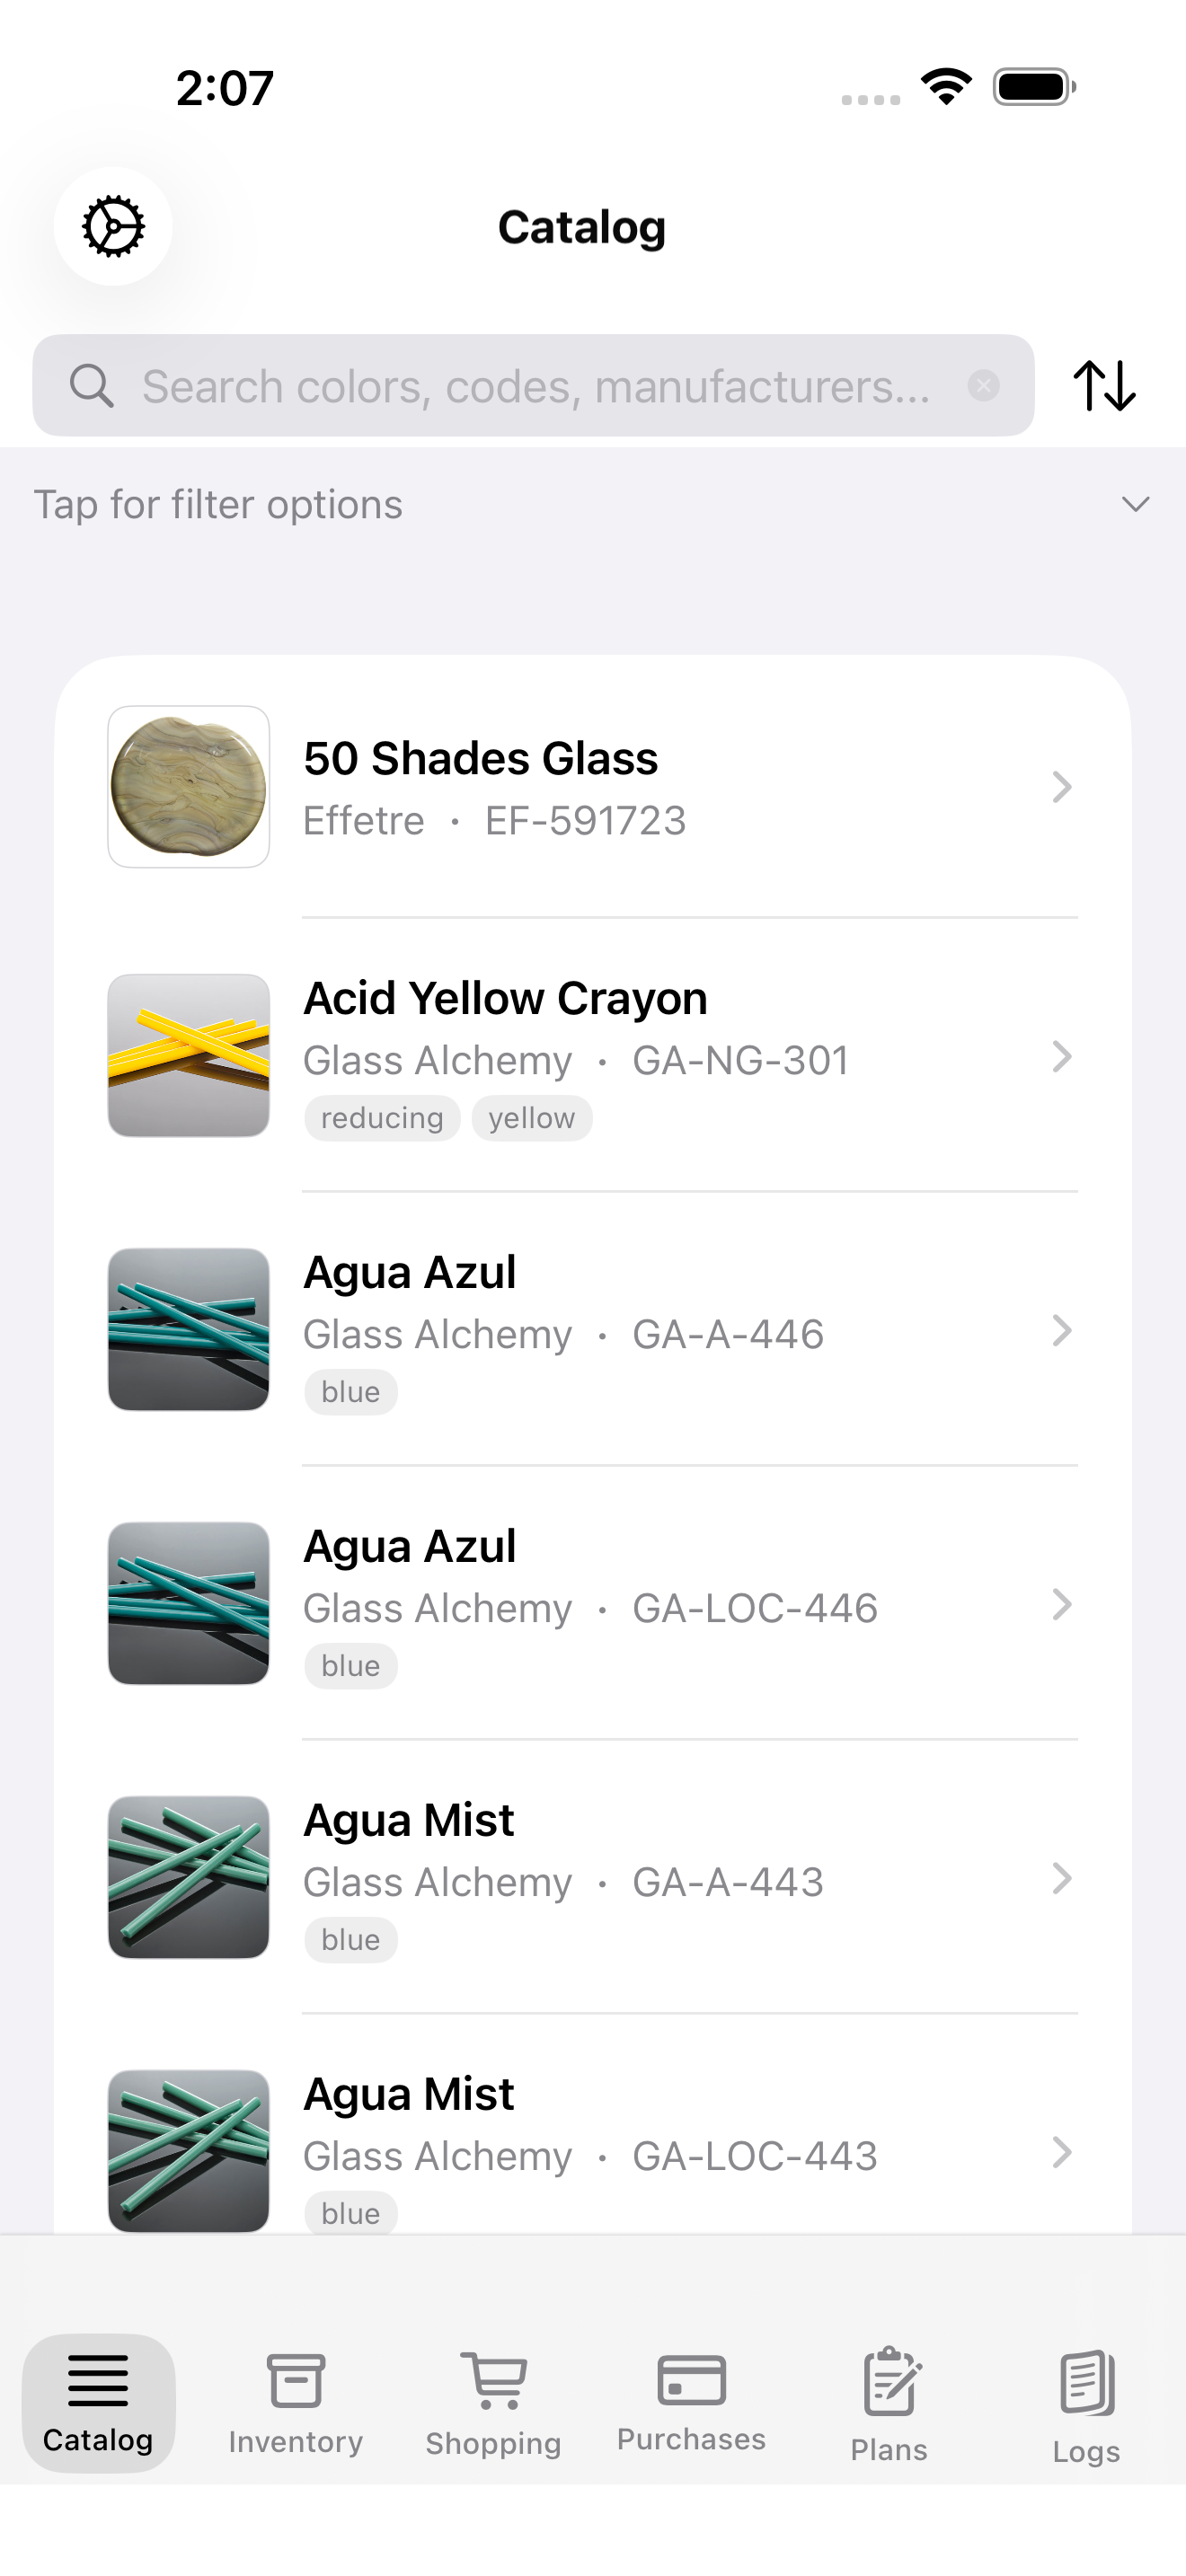 2:07
Catalog
Search colors, codes, manufacturers...
Tap for filter options
50 Shades Glass
Effetre • EF-591723
Acid Yellow Crayon
Glass Alchemy • GA-NG-301
reducing yellow
Agua Azul
Glass Alchemy • GA-A-446
blue
Agua Azul
Glass Alchemy • GA-LOC-446
blue
Agua Mist
Glass Alchemy • GA-A-443
blue
Agua Mist
Glass Alchemy • GA-LOC-443
blue
Catalog Inventory Shopping Purchases Plans Logs